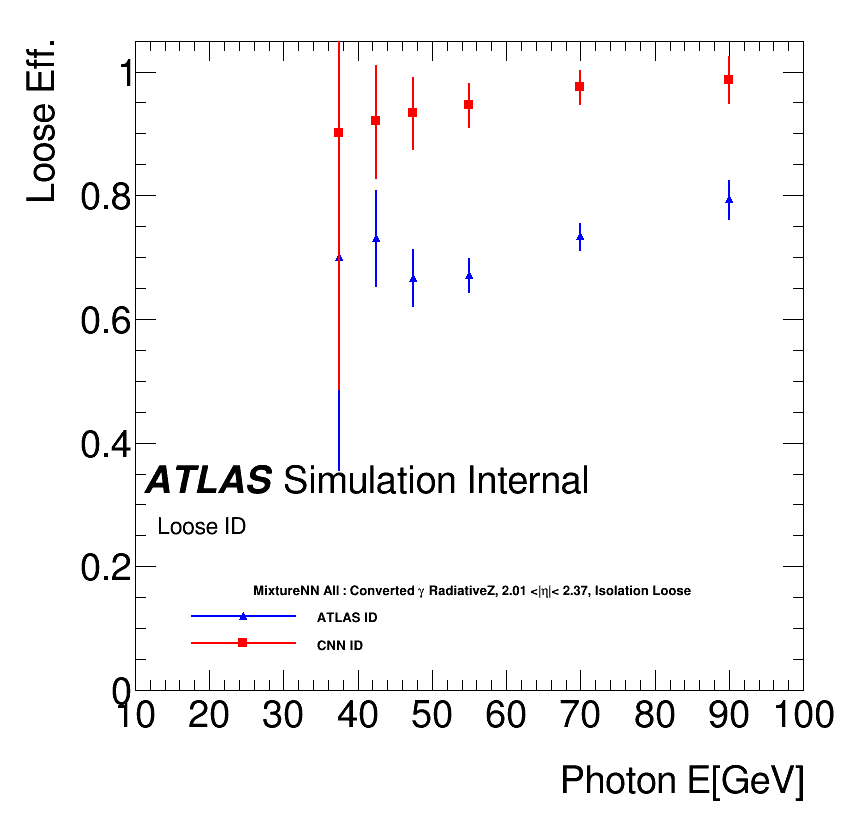 Loose Eff.
1
0.8
0.6
0.4
ATLAS Simulation Internal
Loose ID
0.2
MixtureNN All : Converted γ RadiativeZ, 2.01 <|η|< 2.37, Isolation Loose
ATLAS ID
CNN ID
0
10 20 30 40 50 60 70 80 90 100
Photon E[GeV]